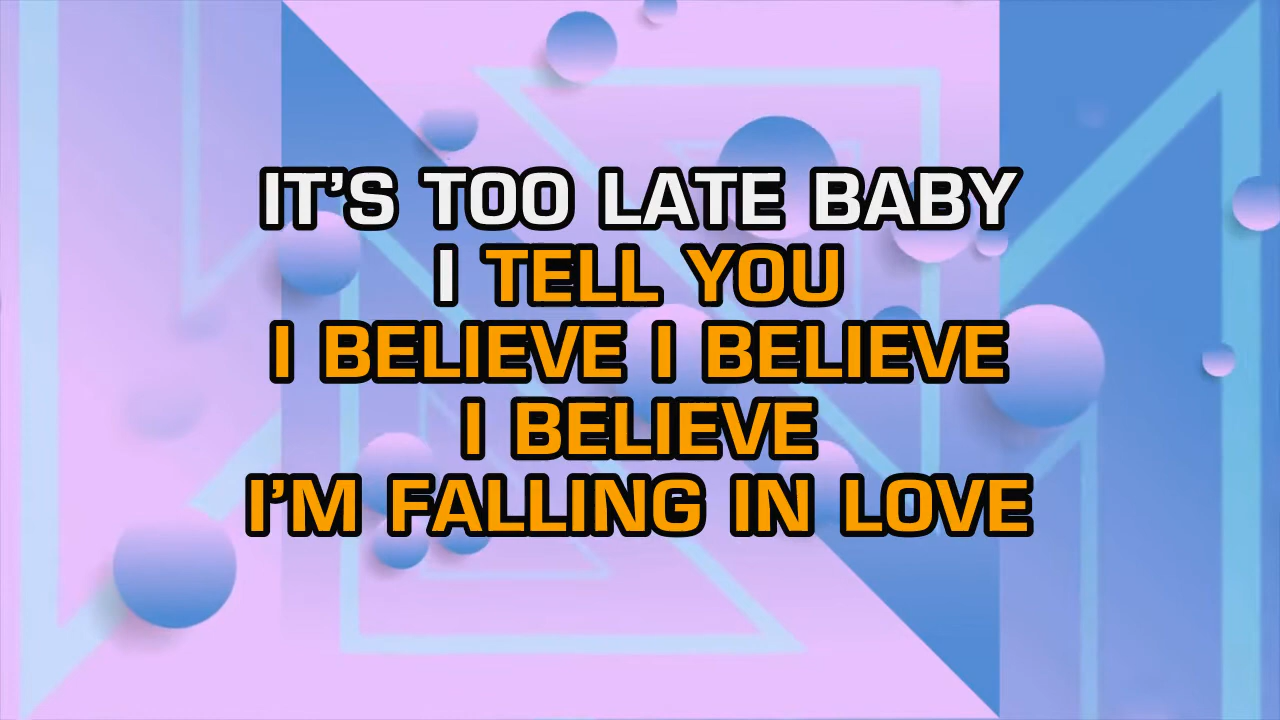 IT’S TOO LATE BABY
I TELL YOU
I BELIEVE I BELIEVE
I BELIEVE
I’M FALLING IN LOVE